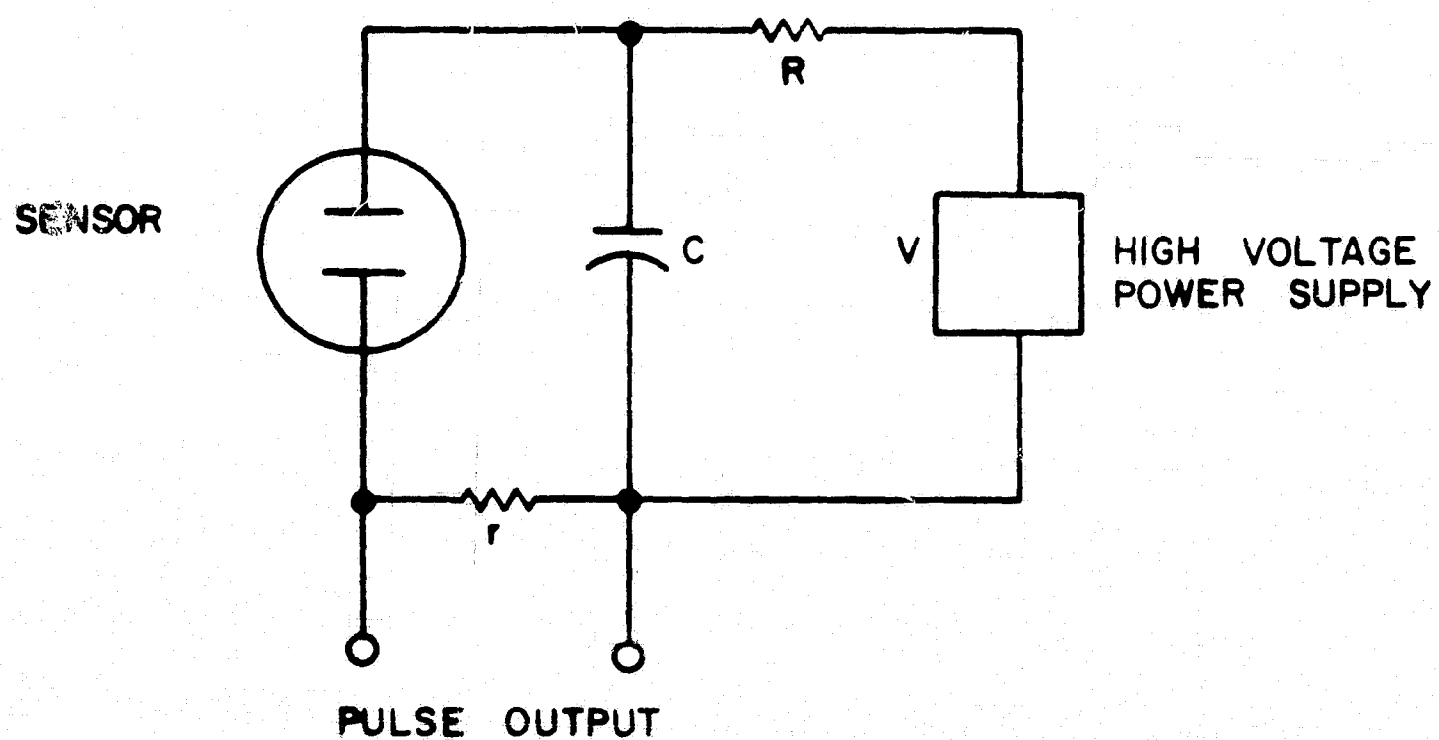 R
SENSOR
C
V
HIGH VOLTAGE
POWER SUPPLY
r
PULSE OUTPUT